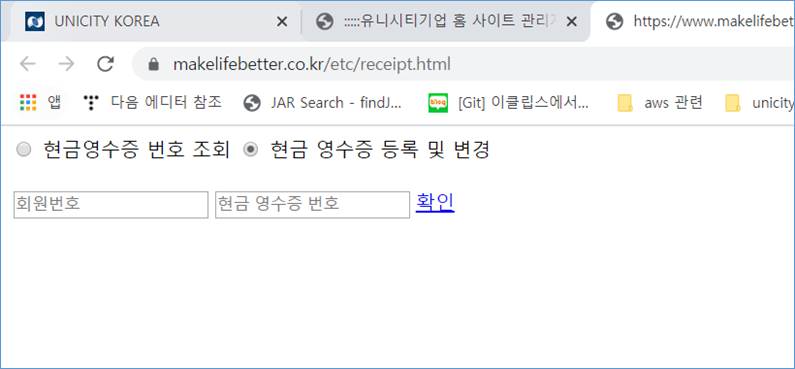 UNICITY KOREA
:::::유니시티기업 홈 사이트 관리
https://www.makelifebet
makelifebetter.co.kr/etc/receipt.html
앱 다음 에디터 참조 JAR Search - findJ... blog [Git] 이클립스에서... aws 관련 unicity
현금영수증 번호 조회 현금 영수증 등록 및 변경
회원번호 현금 영수증 번호 확인